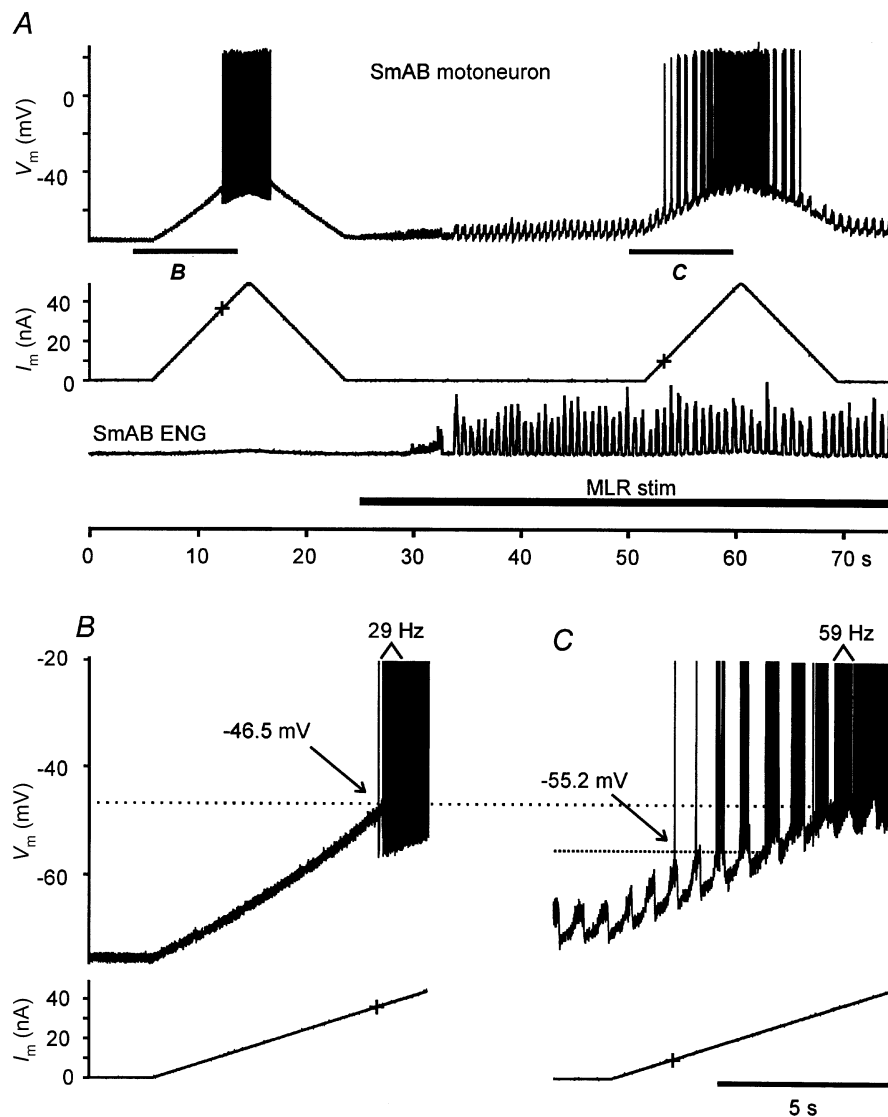 A
SmAB motoneuron
Vm (mV)
0
-40
B
C
Im (nA)
40
20
0
SmAB ENG
MLR stim
0 10 20 30 40 50 60 70 s
B
29 Hz
C
59 Hz
-20
-46.5 mV
-40
-55.2 mV
Vm (mV)
-60
Im (nA)
40
20
0
5 s